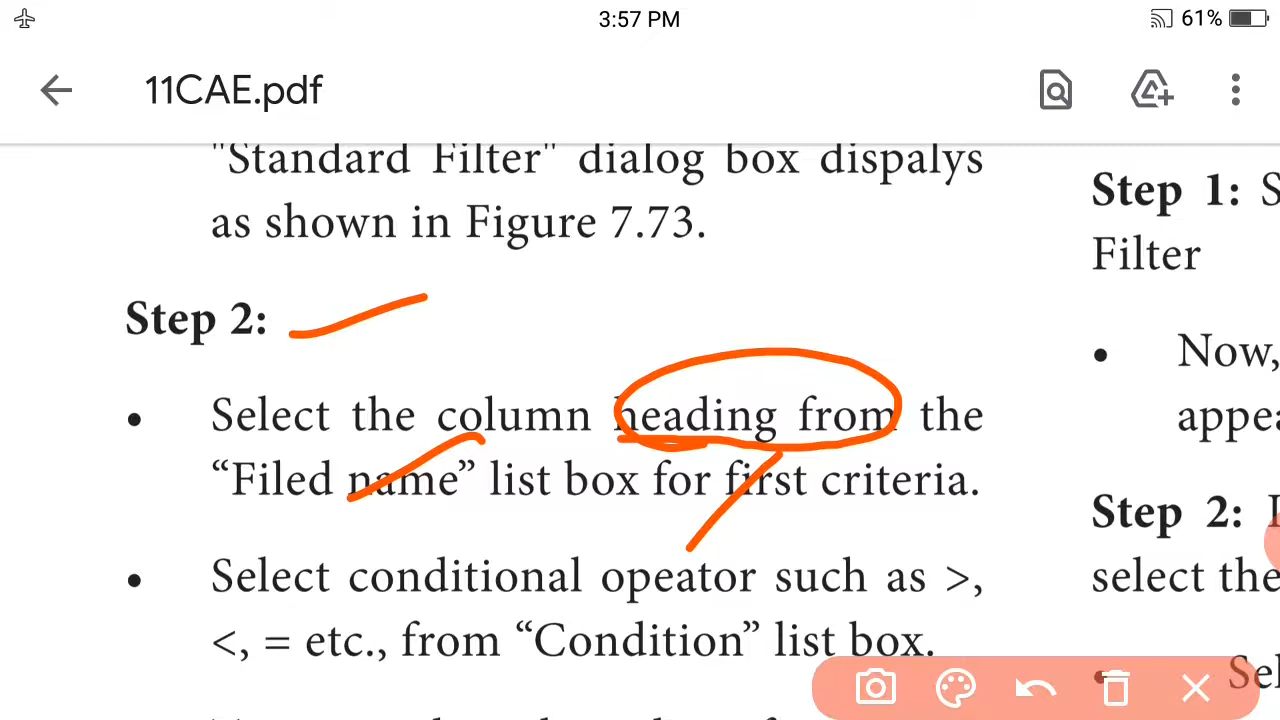 3:57 PM
61%
11CAE.pdf
"Standard Filter" dialog box dispalys
as shown in Figure 7.73.
Step 2:
• Select the column heading from the
“Filed name” list box for first criteria.
• Select conditional opeator such as >,
<, = etc., from “Condition” list box.
Step 1: S
Filter
• Now,
appea
Step 2: I
select the
• Sel